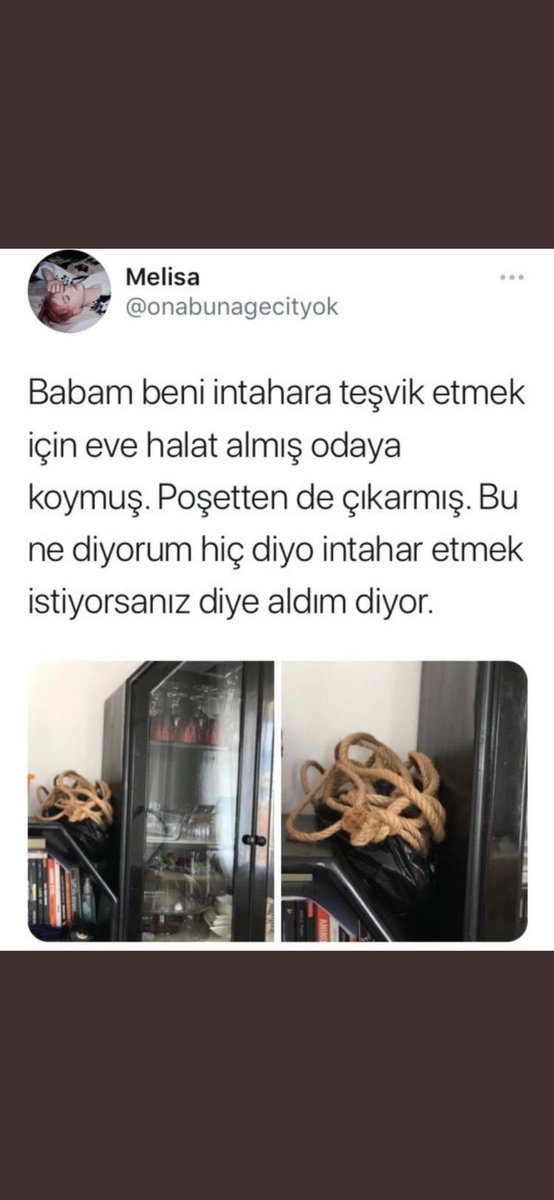 Melisa
@onabunagecityok
Babam beni intahara teşvik etmek
için eve halat almış odaya
koymuş. Poşetten de çıkarmış. Bu
ne diyorum hiç diyo intahar etmek
istiyorsanız diye aldım diyor.